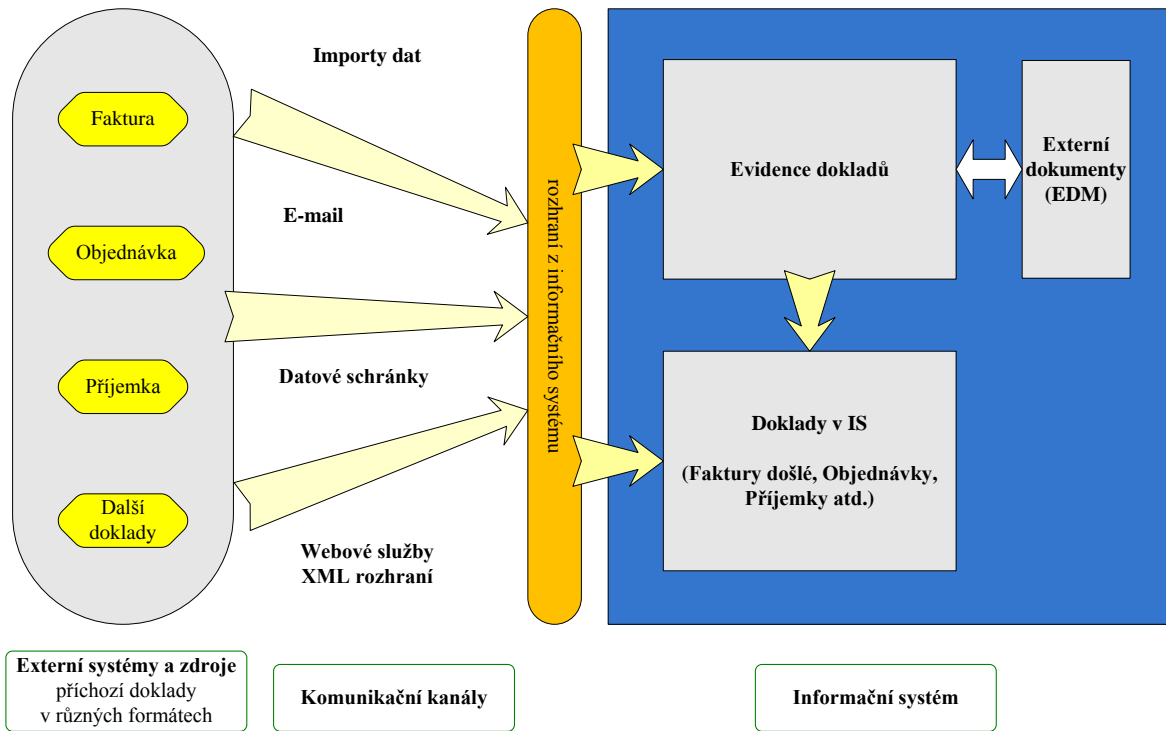 Faktura
Objednávka
Příjemka
Další
doklady
Importy dat
E-mail
Datové schránky
Webové služby
XML rozhraní
rozhraní z informačního systému
Evidence dokladů
Externí
dokumenty
(EDM)
Doklady v IS
(Faktury došlé, Objednávky,
Příjemky atd.)
Externí systémy a zdroje
příchozí doklady
v různých formátech
Komunikační kanály
Informační systém